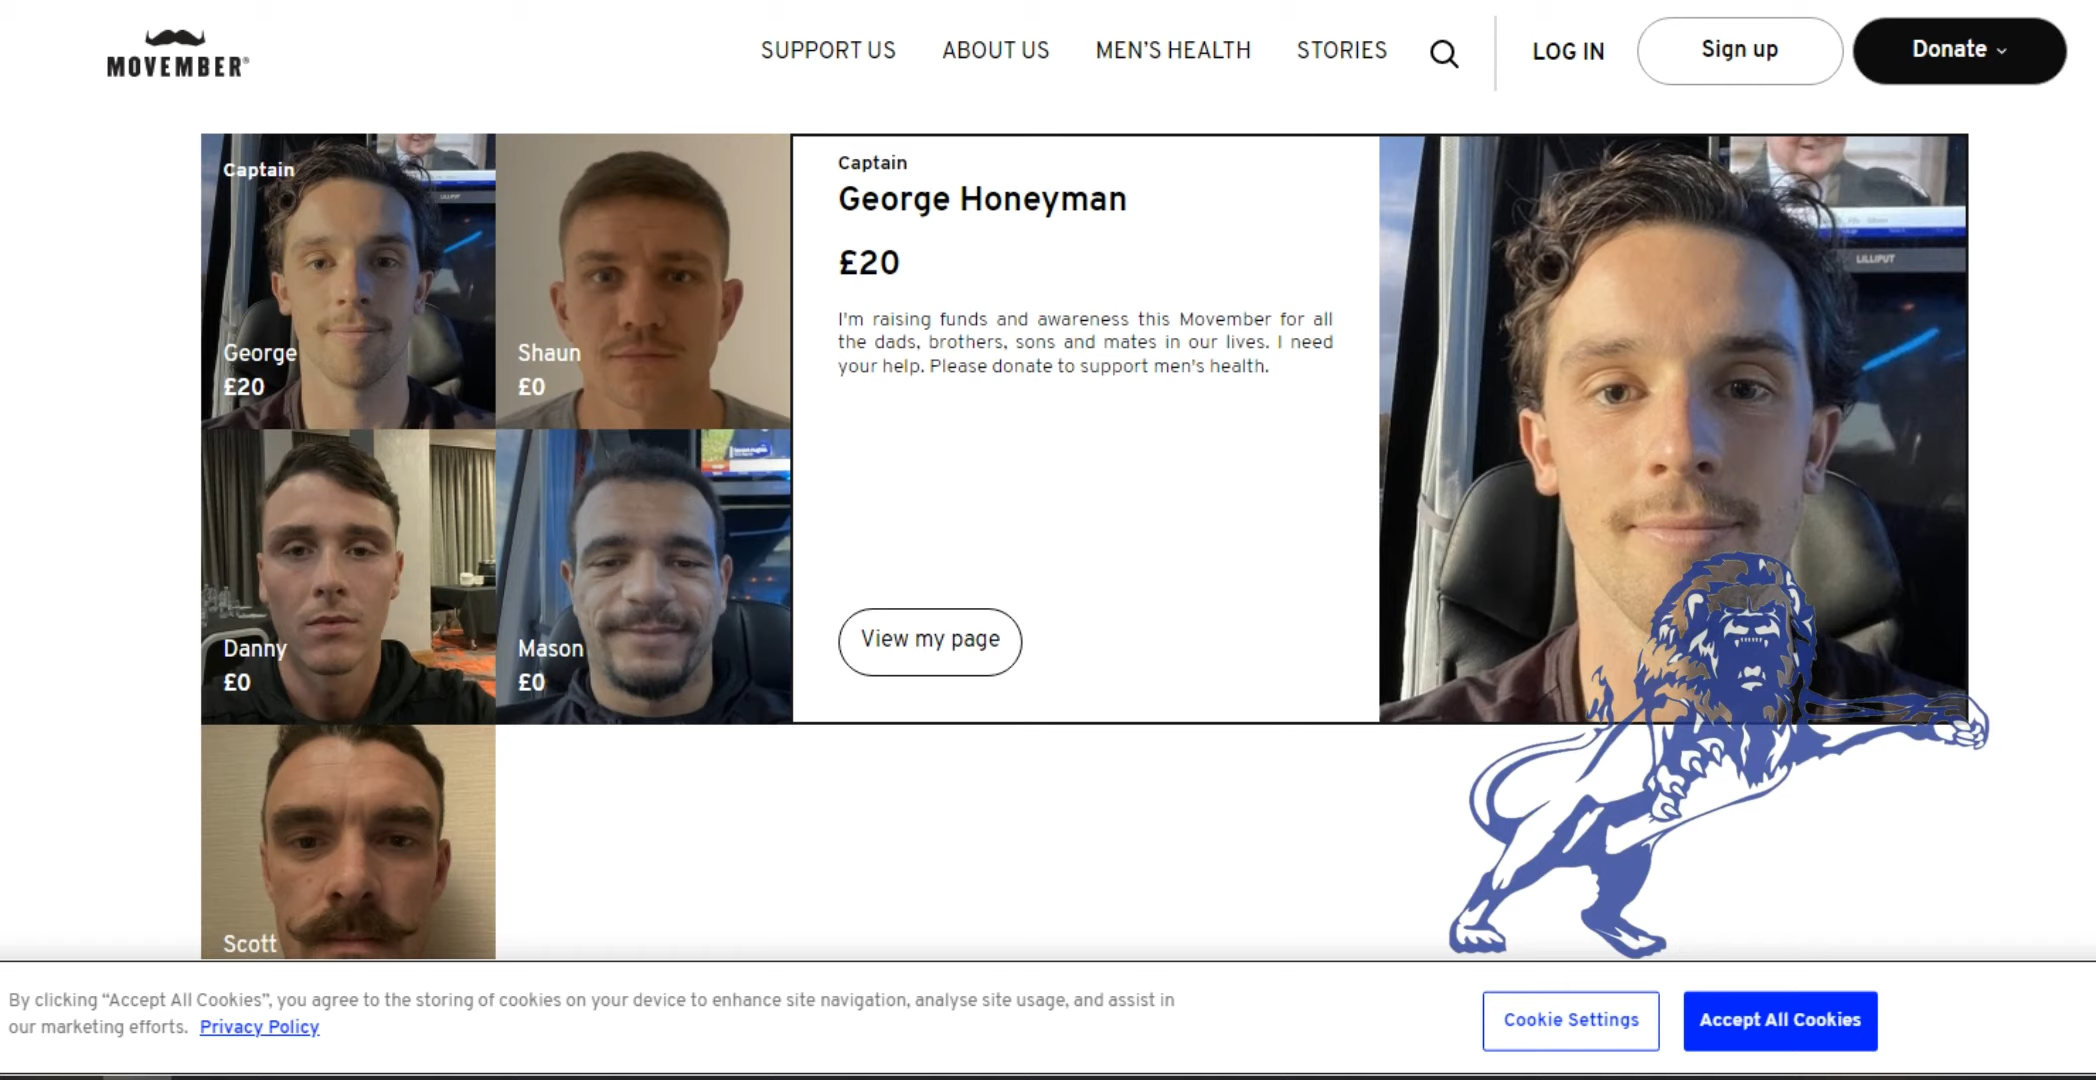 MOVEMBER®
SUPPORT US
ABOUT US
MEN'S HEALTH
STORIES
LOG IN
Sign up
Donate
Captain
George
£20
Shaun
£0
Captain
George Honeyman
£20
I'm raising funds and awareness this Movember for all
the dads, brothers, sons and mates in our lives. I need
your help. Please donate to support men's health.
View my page
LILLIPUT
Danny
£0
Mason
£0
Scott
By clicking “Accept All Cookies”, you agree to the storing of cookies on your device to enhance site navigation, analyse site usage, and assist in
our marketing efforts. Privacy Policy
Cookie Settings
Accept All Cookies